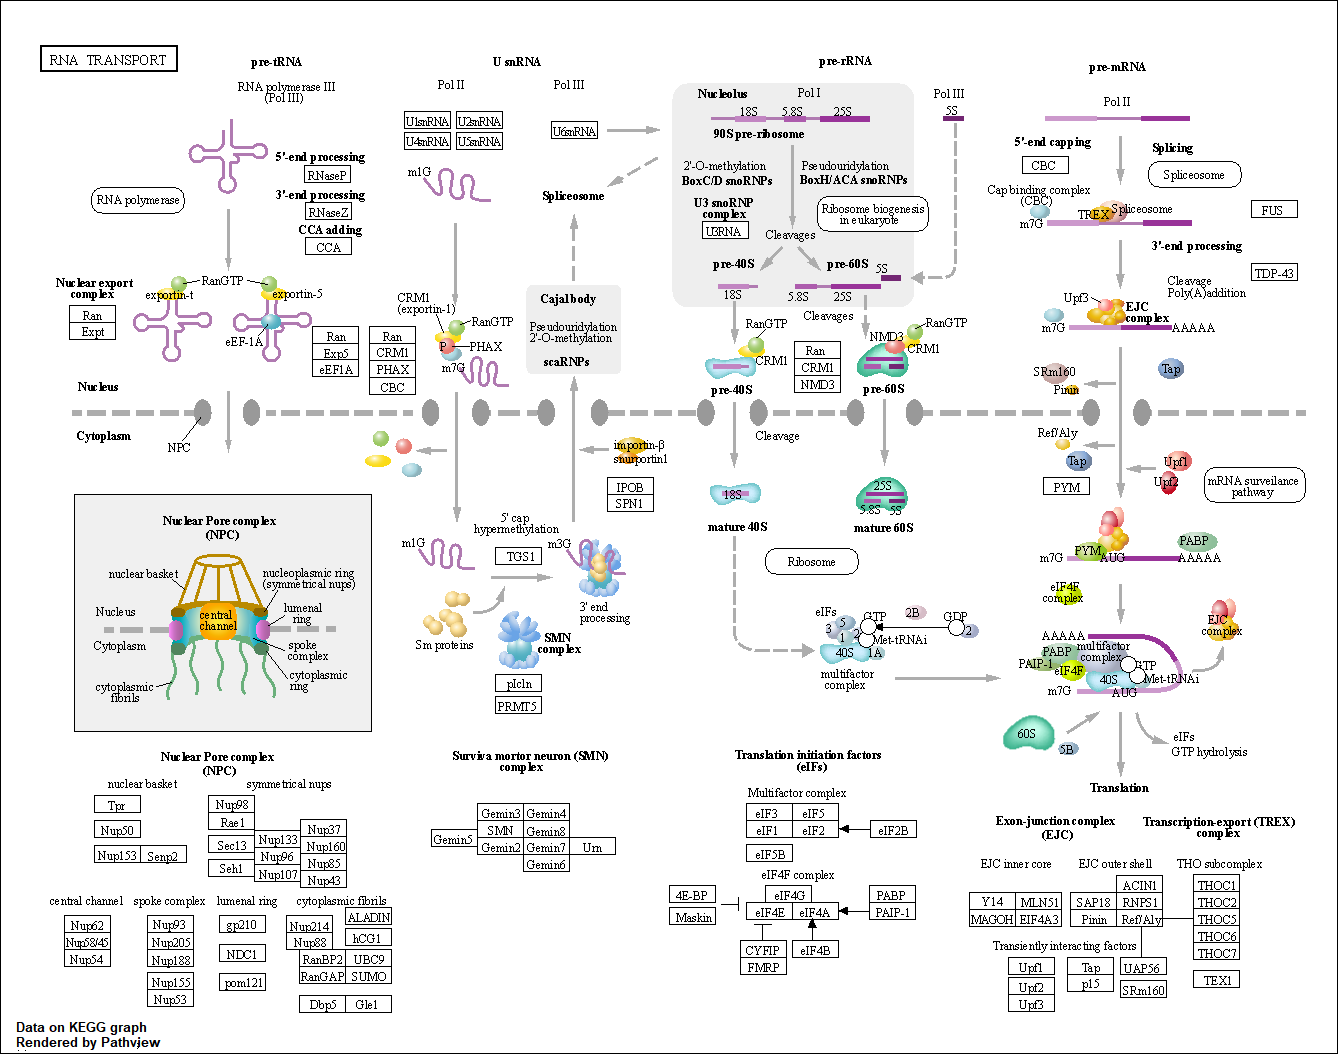 RNA TRANSPORT
pre-tRNA
RNA polymerase III
(Pol III)
5'-end processing
RNaseP
3'-end processing
RNaseZ
CCA adding
CCA
RNA polymerase
Nuclear export
complex
Ran
Expt
RanGTP
exportin-t
exportin-5
eEF-1A
Ran
Exp5
eEF1A
Nucleus
Cytoplasm
NPC
U snRNA
Pol II
Pol III
U1snRNA
U2snRNA
U4snRNA
U5snRNA
U6snRNA
m1G
Spliceosome
CRM1
(exportin-1)
RanGTP
P
PHAX
m7G
Ran
CRM1
PHAX
CBC
Cajal body
Pseudouridylation
2'-O-methylation
scaRNPs
importin-β
snurportin1
IPOB
SPN1
5' cap
hypermethylation
TGS1
m1G
m3G
3' end
processing
Sm proteins
SMN
complex
pICln
PRMT5
pre-rRNA
Nucleolus
Pol I
Pol III
18S
5.8S
25S
5S
90S pre-ribosome
2'-O-methylation
BoxC/D snoRNPs
Pseudouridylation
BoxH/ACA snoRNPs
U3 snoRNP
complex
U3RNA
Ribosome biogenesis
in eukaryote
Cleavages
pre-40S
pre-60S
5S
18S
5.8S
25S
Cleavages
RanGTP
CRM1
Ran
CRM1
NMD3
NMD3
RanGTP
CRM1
pre-40S
pre-60S
Cleavage
18S
25S
5.8S
5S
mature 40S
mature 60S
Ribosome
eIFs
3
5
1
2
GTP
2B
GDP
2
Met-tRNAi
40S
1A
multifactor
complex
pre-mRNA
Pol II
5'-end capping
CBC
Splicing
Spliceosome
Cap binding complex
(CBC)
TREX
Spliceosome
m7G
FUS
3'-end processing
TDP-43
Cleavage
Poly(A)addition
Upf3
EJC
complex
m7G
AAAAA
SRm160
Pinin
Tap
Ref/Aly
Tap
PYM
Upf1
Upf2
mRNA surveilance
pathway
m7G
PYM
AUG
PABP
AAAAA
eIF4F
complex
AAAAA
PABP
PAIP-1
eIF4F
multifactor
complex
GTP
Met-tRNAi
40S
m7G
AUG
EJC
complex
60S
5B
eIFs
GTP hydrolysis
Translation
Nuclear Pore complex
(NPC)
nuclear basket
nucleoplasmic ring
(symmetrical nups)
Nucleus
central
channel
lumenal
ring
Cytoplasm
spoke
complex
cytoplasmic
ring
cytoplasmic
fibrils
Nuclear Pore complex
(NPC)
nuclear basket
symmetrical nups
Tpr
Nup50
Nup153
Senp2
Nup98
Rae1
Sec13
Seh1
Nup133
Nup96
Nup107
Nup37
Nup160
Nup85
Nup43
central channel
spoke complex
lumenal ring
cytoplasmic fibrils
Nup62
Nup58/45
Nup54
Nup93
Nup205
Nup188
Nup155
Nup53
gp210
NDC1
pom121
Nup214
Nup88
ALADIN
hCG1
RanBP2
UBC9
RanGAP
SUMO
Dbp5
Gle1
Surviva mortor neuron (SMN)
complex
Gemin3
Gemin4
Gemin5
SMN
Gemin8
Gemin2
Gemin7
Urn
Gemin6
Translation initiation factors
(eIFs)
Multifactor complex
eIF3
eIF5
eIF1
eIF2
eIF2B
eIF5B
eIF4F complex
4E-BP
Maskin
eIF4G
eIF4E
eIF4A
PABP
PAIP-1
CYFIP
FMRP
eIF4B
Exon-junction complex
(EJC)
Transcription-export (TREX)
complex
EJC inner core
EJC outer shell
THO subcomplex
Y14
MLN51
MAGOH
EIF4A3
ACIN1
SAP18
RNPS1
Pinin
Ref/Aly
THOC1
THOC2
THOC5
THOC6
THOC7
TEX1
Transiently interacting factors
Upf1
Upf2
Upf3
Tap
p15
UAP56
SRm160
Data on KEGG graph
Rendered by Pathview